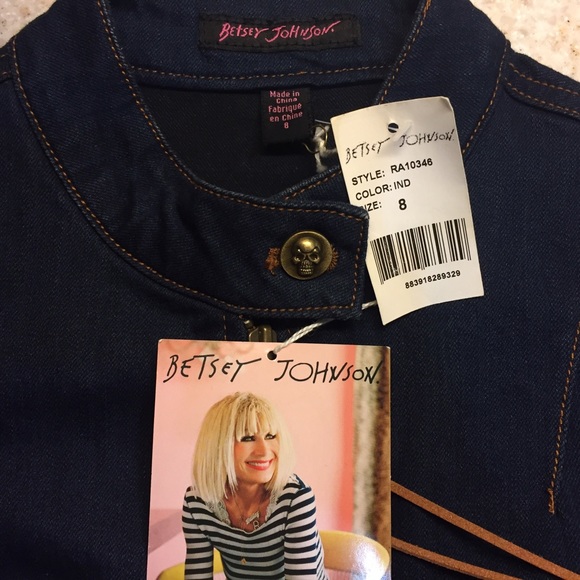 BETSEY JOHNSON.
Made in
China
Fabriqué
en Chine
8
BETSEY JOHNSON.
STYLE: RA10346
COLOR: IND
SIZE: 8
883918289329
BETSEY JOHNSON.